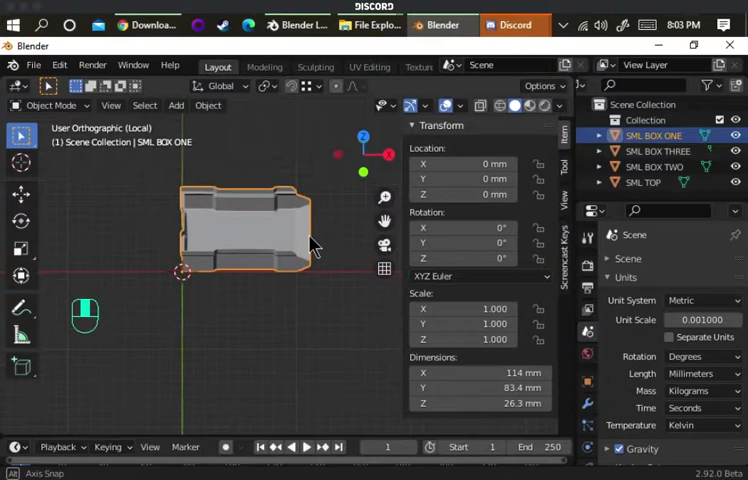 DISCORD
Downloa...
Blender L...
File Explo...
Blender
Discord
8:03 PM
Blender
File Edit Render Window Help Layout Modeling Sculpting UV Editing Textur
Scene
View Layer
Global
Options
Object Mode View Select Add Object
User Orthographic (Local)
(1) Scene Collection | SML BOX ONE
Z
X
Transform
Location:
X 0 mm
Y 0 mm
Z 0 mm
Rotation:
X 0°
Y 0°
Z 0°
XYZ Euler
Scale:
X 1.000
Y 1.000
Z 1.000
Dimensions:
X 114 mm
Y 83.4 mm
Z 26.3 mm
Item
Tool
View
Screencast Keys
Scene Collection
Collection
SML BOX ONE
SML BOX THREE
SML BOX TWO
SML TOP
Scene
Scene
Units
Unit System Metric
Unit Scale 0.001000
Separate Units
Rotation Degrees
Length Millimeters
Mass Kilograms
Time Seconds
Temperature Kelvin
Gravity
Playback Keying View Marker
1
Start 1
End 250
Alt Axis Snap
2.92.0 Med...